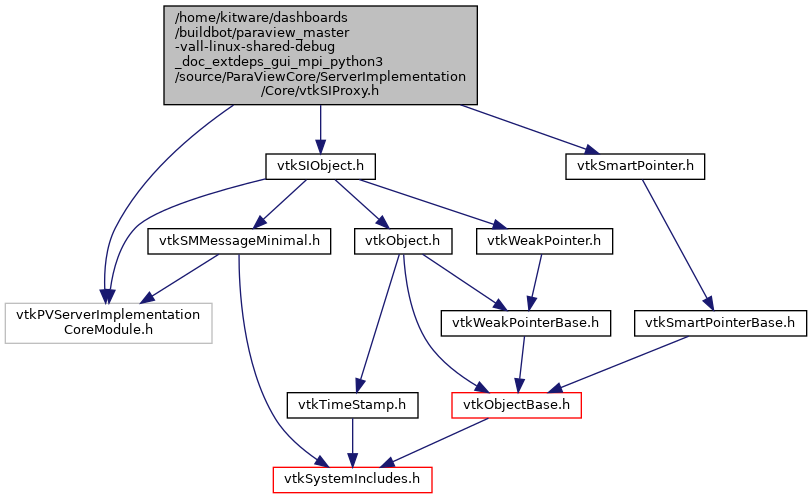 /home/kitware/dashboards
/buildbot/paraview_master
-vall-linux-shared-debug
_doc_extdeps_gui_mpi_python3
/source/ParaViewCore/ServerImplementation
/Core/vtkSIProxy.h
vtkSIObject.h
vtkSmartPointer.h
vtkSMMessageMinimal.h
vtkObject.h
vtkWeakPointer.h
vtkPVServerImplementation
CoreModule.h
vtkWeakPointerBase.h
vtkSmartPointerBase.h
vtkTimeStamp.h
vtkObjectBase.h
vtkSystemIncludes.h